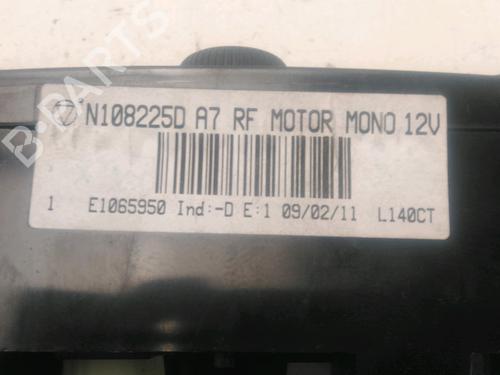 B-PARTS
N108225D A7 RF MOTOR MONO 12V
1 E1065950 Ind:-D E:1 09/02/11 L140CT